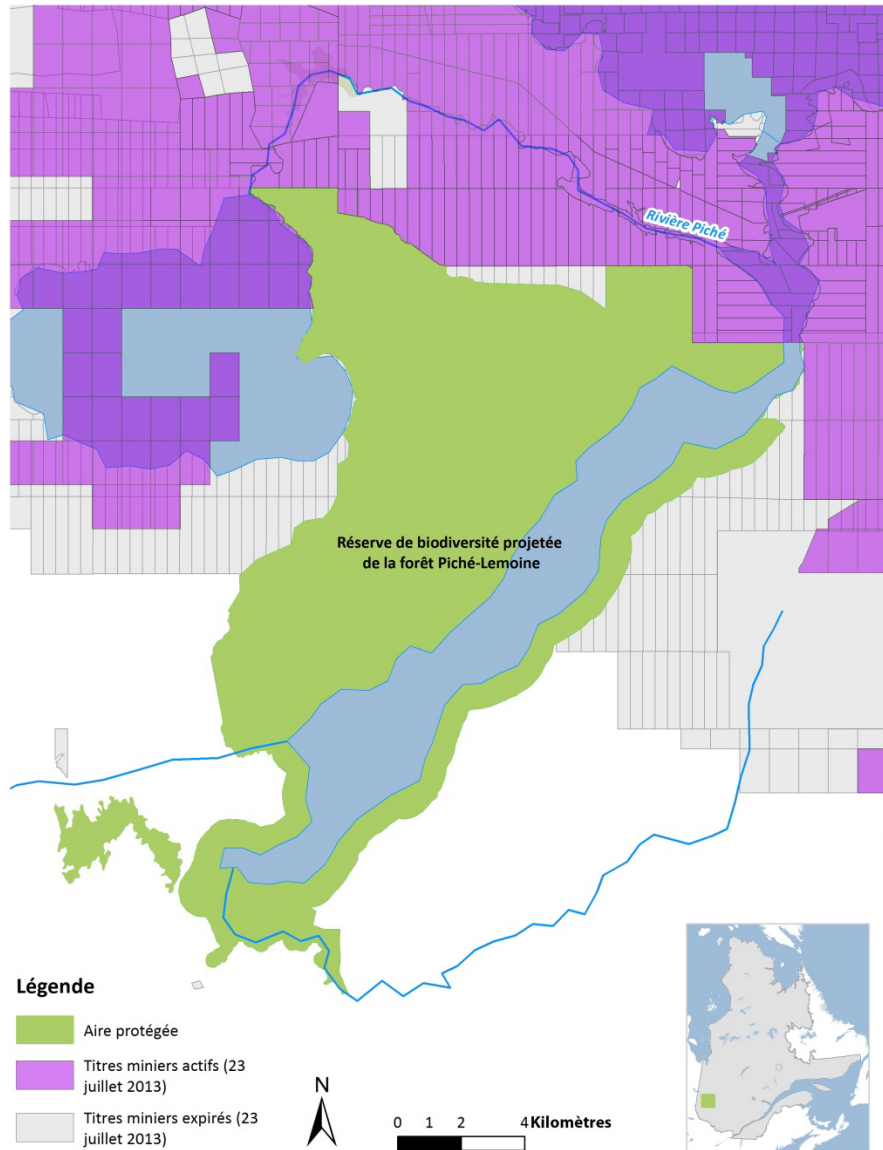 Rivière Piché
Réserve de biodiversité projetée
de la forêt Piché-Lemoine
Légende
Aire protégée
Titres miniers actifs (23
juillet 2013)
Titres miniers expirés (23
juillet 2013)
N
0 1 2 4 Kilomètres